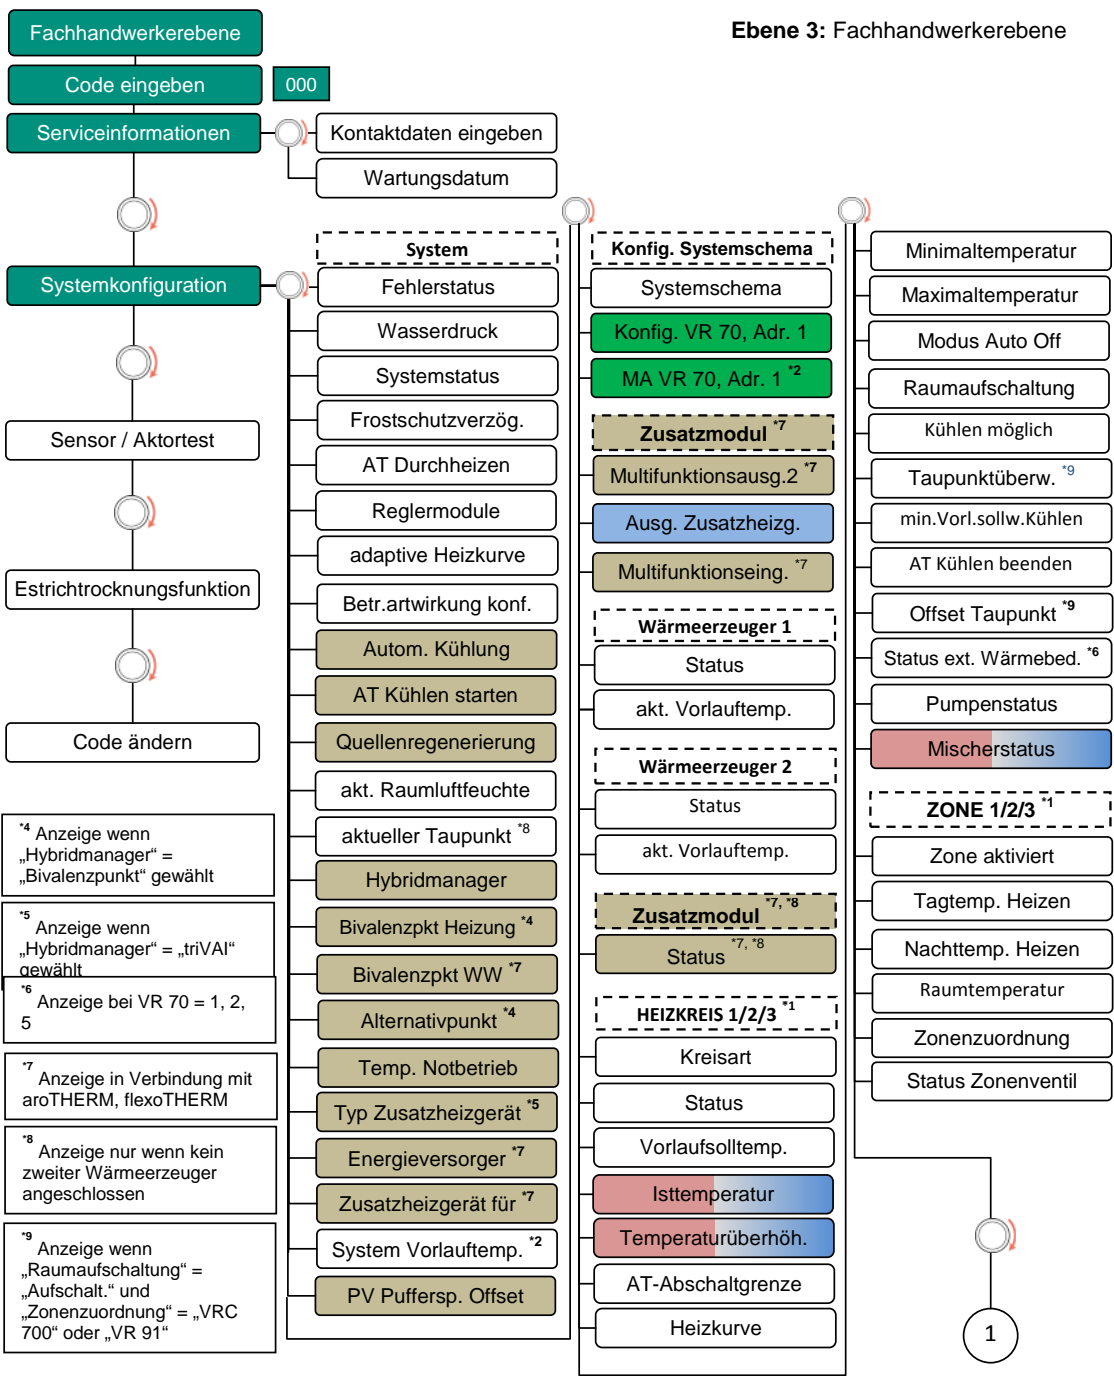 Ebene 3: Fachhandwerkerebene
Fachhandwerkerebene
Code eingeben
000
Serviceinformationen
Kontaktdaten eingeben
Wartungsdatum
Systemkonfiguration
Sensor / Aktortest
Estrichtrocknungsfunktion
Code ändern
*4 Anzeige wenn
„Hybridmanager“ =
„Bivalenzpunkt“ gewählt
*5 Anzeige wenn
„Hybridmanager“ = „triVAI“
gewählt
*6 Anzeige bei VR 70 = 1, 2,
5
*7 Anzeige in Verbindung mit
aroTHERM, flexoTHERM
*8 Anzeige nur wenn kein
zweiter Wärmeerzeuger
angeschlossen
*9 Anzeige wenn
„Raumaufschaltung“ =
„Aufschalt.“ und
„Zonenzuordnung“ = „VRC
700“ oder „VR 91“
System
Fehlerstatus
Wasserdruck
Systemstatus
Frostschutzverzög.
AT Durchheizen
Reglermodule
adaptive Heizkurve
Betr.artwirkung konf.
Autom. Kühlung
AT Kühlen starten
Quellenregenerierung
akt. Raumluftfeuchte
aktueller Taupunkt *8
Hybridmanager
Bivalenzpkt Heizung *4
Bivalenzpkt WW *7
Alternativpunkt *4
Temp. Notbetrieb
Typ Zusatzheizgerät *5
Energieversorger *7
Zusatzheizgerät für *7
System Vorlauftemp. *2
PV Puffersp. Offset
Konfig. Systemschema
Systemschema
Konfig. VR 70, Adr. 1
MA VR 70, Adr. 1 *2
Zusatzmodul *7
Multifunktionsausg.2 *7
Ausg. Zusatzheizg.
Multifunktionseing. *7
Wärmeerzeuger 1
Status
akt. Vorlauftemp.
Wärmeerzeuger 2
Status
akt. Vorlauftemp.
Zusatzmodul *7, *8
Status *7, *8
HEIZKREIS 1/2/3 *1
Kreisart
Status
Vorlaufsolltemp.
Isttemperatur
Temperaturüberhöh.
AT-Abschaltgrenze
Heizkurve
Minimaltemperatur
Maximaltemperatur
Modus Auto Off
Raumaufschaltung
Kühlen möglich
Taupunktüberw. *9
min.Vorl.sollw.Kühlen
AT Kühlen beenden
Offset Taupunkt *9
Status ext. Wärmebed. *6
Pumpenstatus
Mischerstatus
ZONE 1/2/3 *1
Zone aktiviert
Tagtemp. Heizen
Nachttemp. Heizen
Raumtemperatur
Zonenzuordnung
Status Zonenventil
1